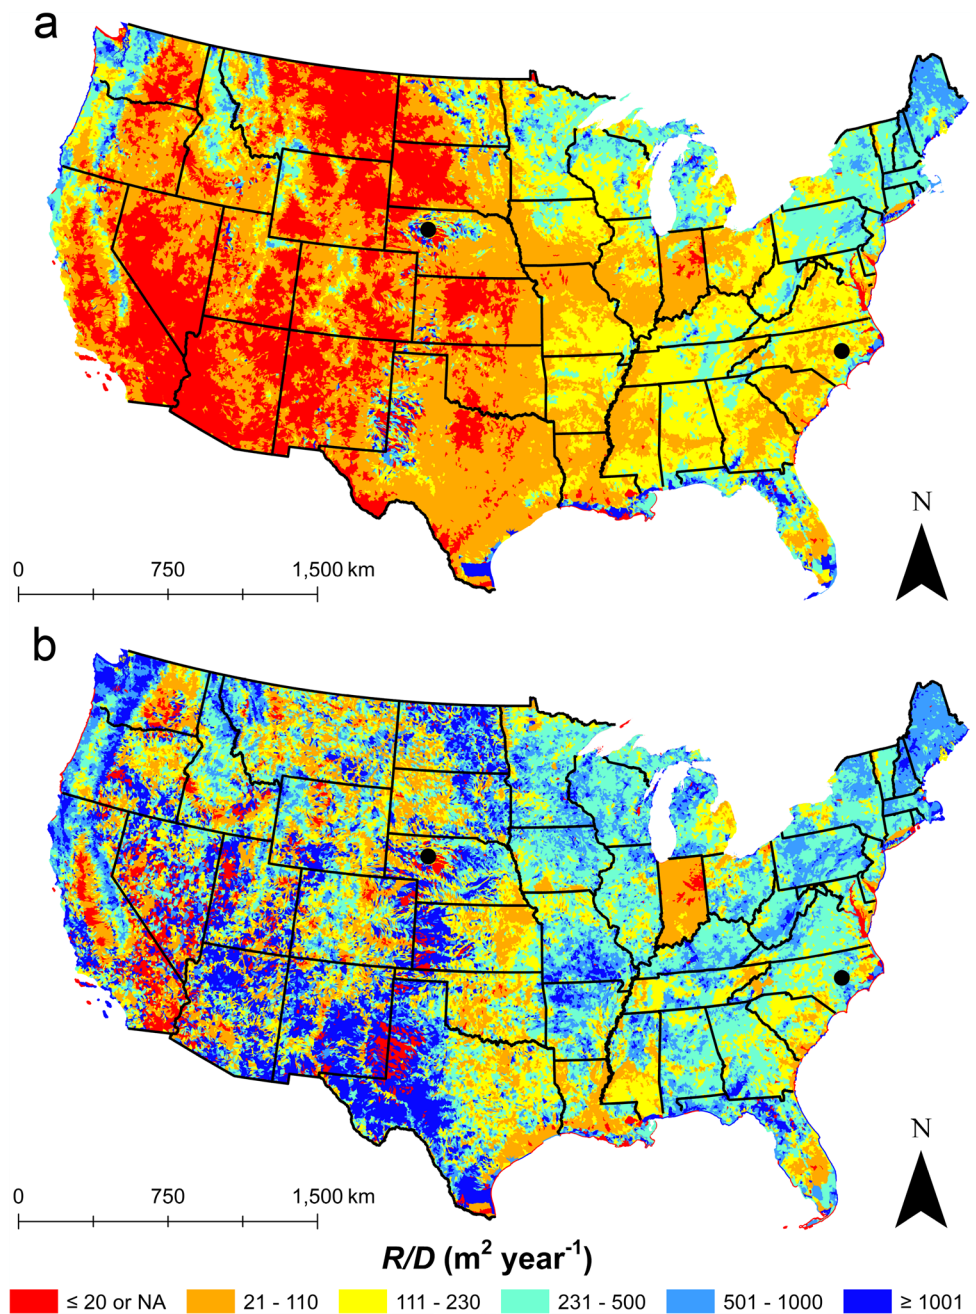 a
N
0 750 1,500 km
b
N
0 750 1,500 km
R/D (m² year⁻¹)
≤ 20 or NA 21 - 110 111 - 230 231 - 500 501 - 1000 ≥ 1001